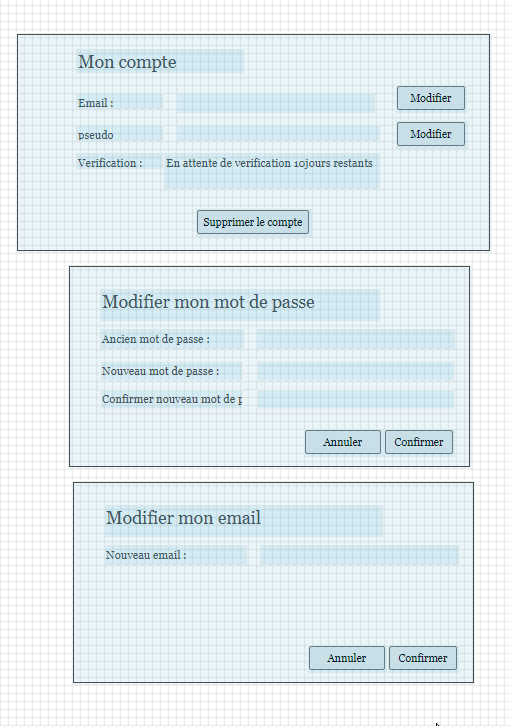 Mon compte
Email :
Modifier
pseudo
Modifier
Verification : En attente de verification 10jours restants
Supprimer le compte
Modifier mon mot de passe
Ancien mot de passe :
Nouveau mot de passe :
Confirmer nouveau mot de p
Annuler Confirmer
Modifier mon email
Nouveau email :
Annuler Confirmer